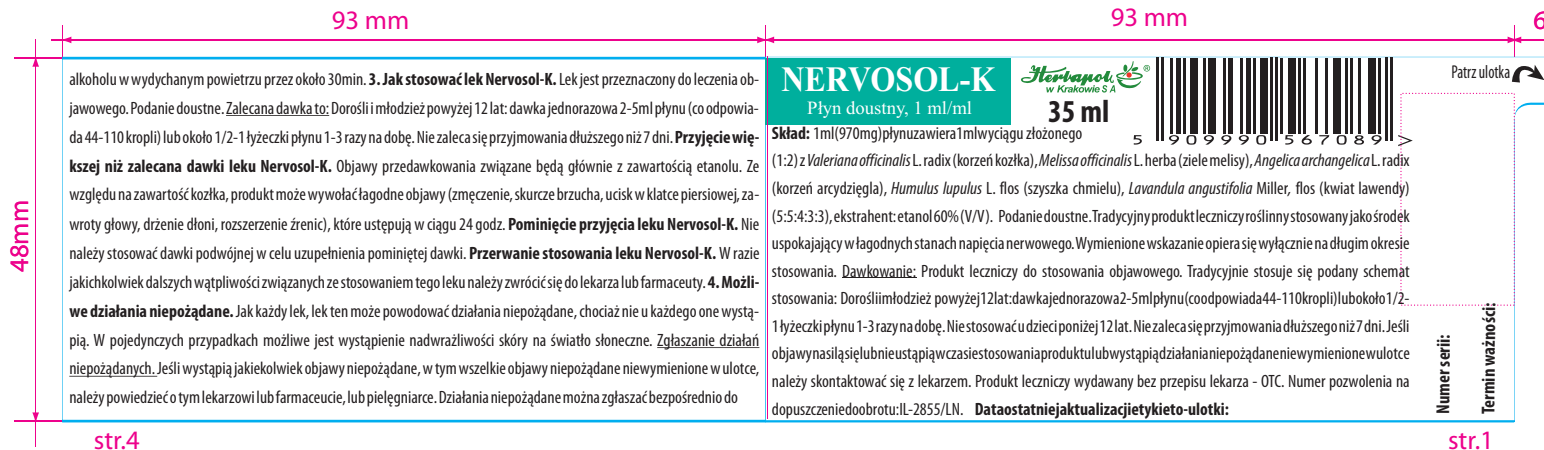 93 mm
93 mm
6
48mm
alkoholu w wydychanym powietrzu przez około 30min. 3. Jak stosować lek Nervosol-K. Lek jest przeznaczony do leczenia ob-
jawowego. Podanie doustne. Zalecana dawka to: Dorośli i młodzież powyżej 12 lat: dawka jednorazowa 2-5ml płynu (co odpowia-
da 44-110 kropli) lub około 1/2-1 łyżeczki płynu 1-3 razy na dobę. Nie zaleca się przyjmowania dłuższego niż 7 dni. Przyjęcie wię-
kszej niż zalecana dawki leku Nervosol-K. Objawy przedawkowania związane będą głównie z zawartością etanolu. Ze
względu na zawartość kozłka, produkt może wywołać łagodne objawy (zmęczenie, skurcze brzucha, ucisk w klatce piersiowej, za-
wroty głowy, drżenie dłoni, rozszerzenie źrenic), które ustępują w ciągu 24 godz. Pominięcie przyjęcia leku Nervosol-K. Nie
należy stosować dawki podwójnej w celu uzupełnienia pominiętej dawki. Przerwanie stosowania leku Nervosol-K. W razie
jakichkolwiek dalszych wątpliwości związanych ze stosowaniem tego leku należy zwrócić się do lekarza lub farmaceuty. 4. Możli-
we działania niepożądane. Jak każdy lek, lek ten może powodować działania niepożądane, chociaż nie u każdego one wystą-
pią. W pojedynczych przypadkach możliwe jest wystąpienie nadwrażliwości skóry na światło słoneczne. Zgłaszanie działań
niepożądanych. Jeśli wystąpią jakiekolwiek objawy niepożądane, w tym wszelkie objawy niepożądane niewymienione w ulotce,
należy powiedzieć o tym lekarzowi lub farmaceucie, lub pielęgniarce. Działania niepożądane można zgłaszać bezpośrednio do
str.4
NERVOSOL-K
Płyn doustny, 1 ml/ml
Herbapol ®
w Krakowie S A
35 ml
5 909990 567089 >
Patrz ulotka
Skład: 1ml(970mg)płynuzawiera1mlwyciągu złożonego
(1:2) z Valeriana officinalis L. radix (korzeń kozłka), Melissa officinalis L. herba (ziele melisy), Angelica archangelica L. radix
(korzeń arcydzięgla), Humulus lupulus L. flos (szyszka chmielu), Lavandula angustifolia Miller, flos (kwiat lawendy)
(5:5:4:3:3), ekstrahent: etanol 60% (V/V). Podanie doustne. Tradycyjny produkt leczniczy roślinny stosowany jako środek
uspokajający w łagodnych stanach napięcia nerwowego. Wymienione wskazanie opiera się wyłącznie na długim okresie
stosowania. Dawkowanie: Produkt leczniczy do stosowania objawowego. Tradycyjnie stosuje się podany schemat
stosowania: Dorośliimłodzież powyżej12lat:dawkajednorazowa2-5mlpłynu(coodpowiada44-110kropli)lubokoło1/2-
1 łyżeczki płynu 1-3 razy na dobę. Nie stosować u dzieci poniżej 12 lat. Nie zaleca się przyjmowania dłuższego niż 7 dni. Jeśli
objawynasiląsięlubnieustąpiąwczasiestosowaniaproduktulubwystąpiądziałanianiepożądaneniewymienionewulotce
należy skontaktować się z lekarzem. Produkt leczniczy wydawany bez przepisu lekarza - OTC. Numer pozwolenia na
dopuszczeniedoobrotu:IL-2855/LN. Dataostatniejaktualizacjietykieto-ulotki:
Numer serii:
Termin ważności:
str.1